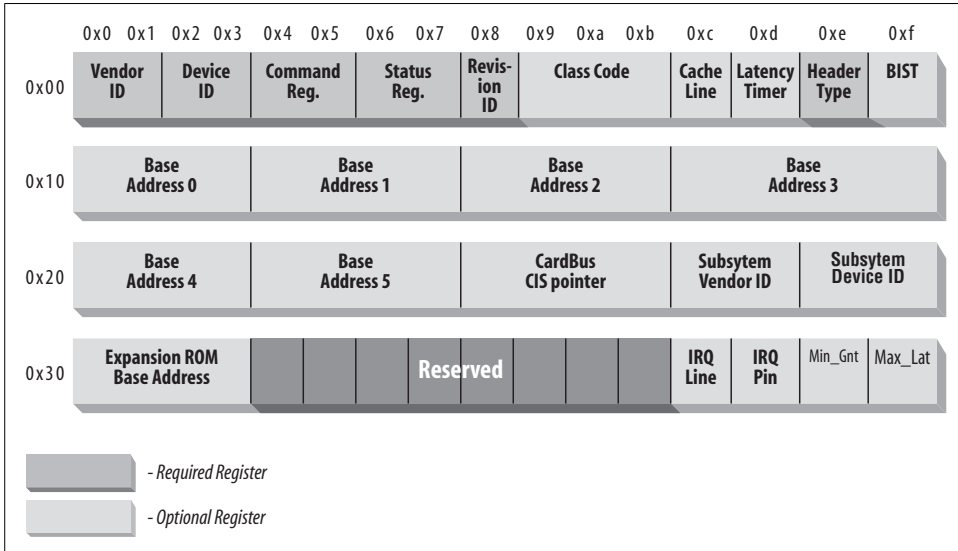 0x0 0x1 0x2 0x3 0x4 0x5 0x6 0x7 0x8 0x9 0xa 0xb 0xc 0xd 0xe 0xf
0x00
Vendor
ID
Device
ID
Command
Reg.
Status
Reg.
Revis-
ion
ID
Class Code
Cache
Line
Latency
Timer
Header
Type
BIST
0x10
Base
Address 0
Base
Address 1
Base
Address 2
Base
Address 3
0x20
Base
Address 4
Base
Address 5
CardBus
CIS pointer
Subsytem
Vendor ID
Subsytem
Device ID
0x30
Expansion ROM
Base Address
Reserved
IRQ
Line
IRQ
Pin
Min_Gnt
Max_Lat
- Required Register
- Optional Register